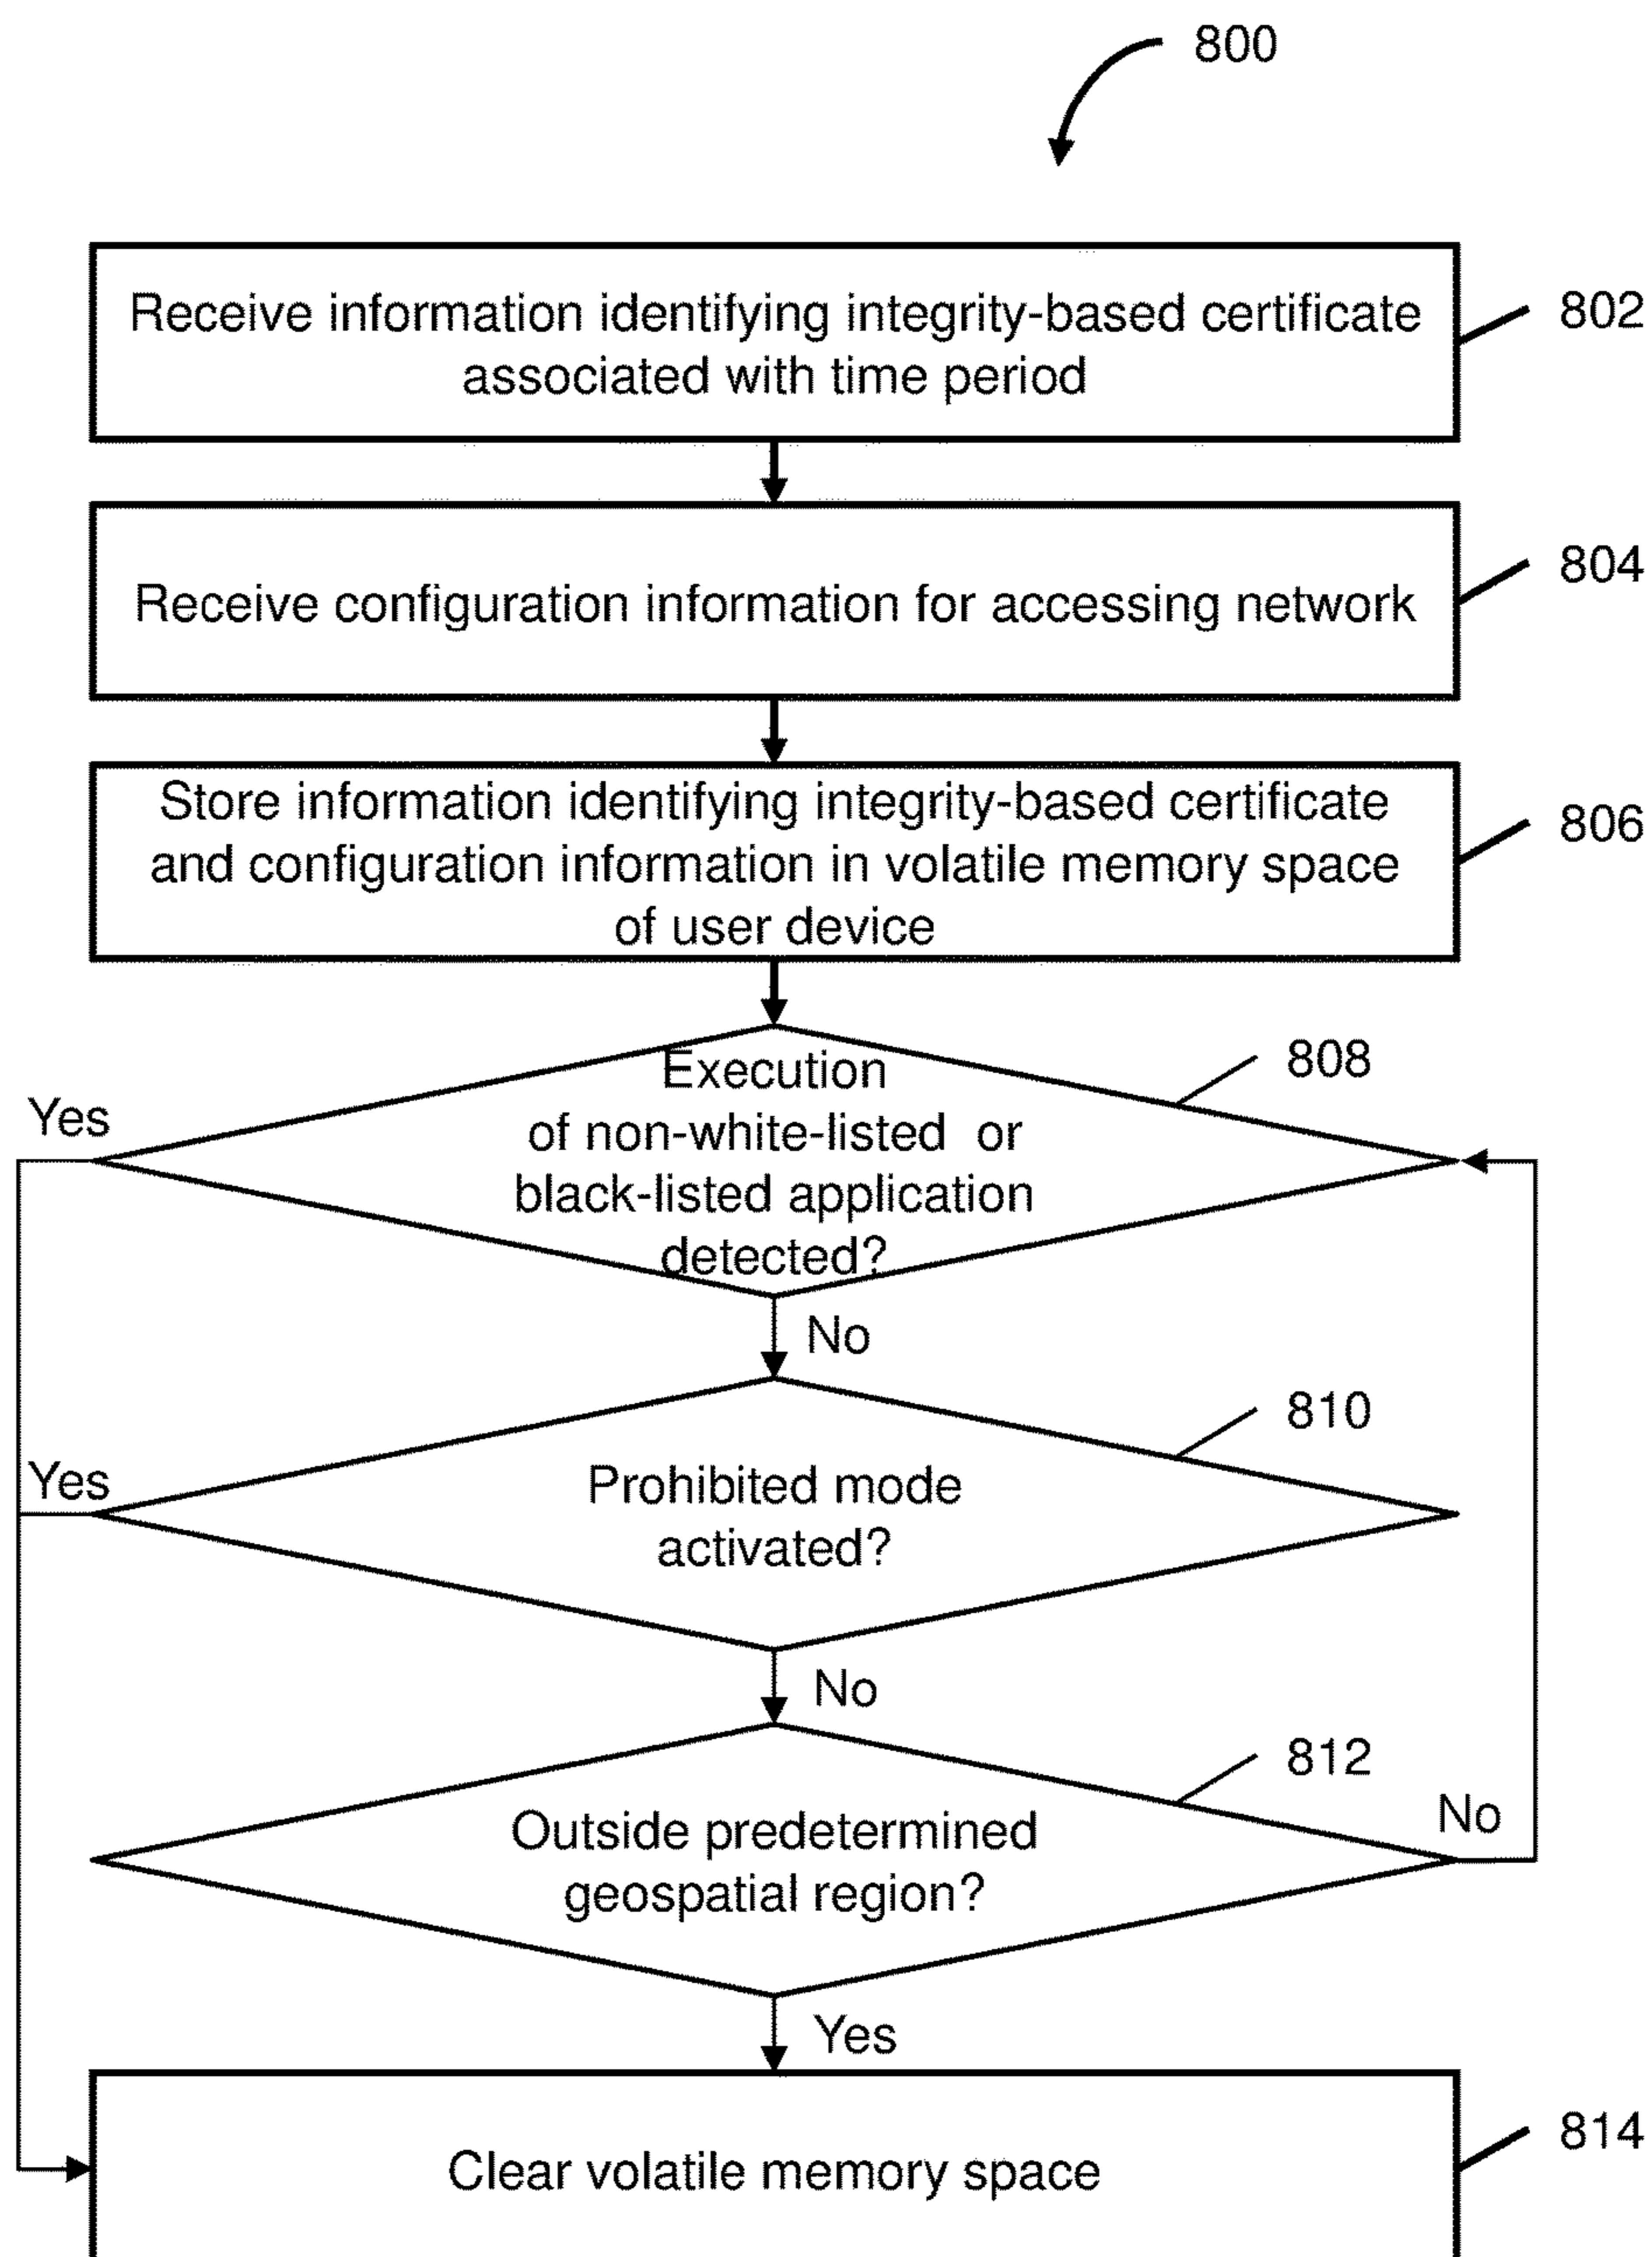 800
Receive information identifying integrity-based certificate
associated with time period
802
Receive configuration information for accessing network
804
Store information identifying integrity-based certificate
and configuration information in volatile memory space
of user device
806
Execution
of non-white-listed or
black-listed application
detected?
808
Yes
No
Prohibited mode
activated?
810
Yes
No
Outside predetermined
geospatial region?
812
No
Yes
Clear volatile memory space
814